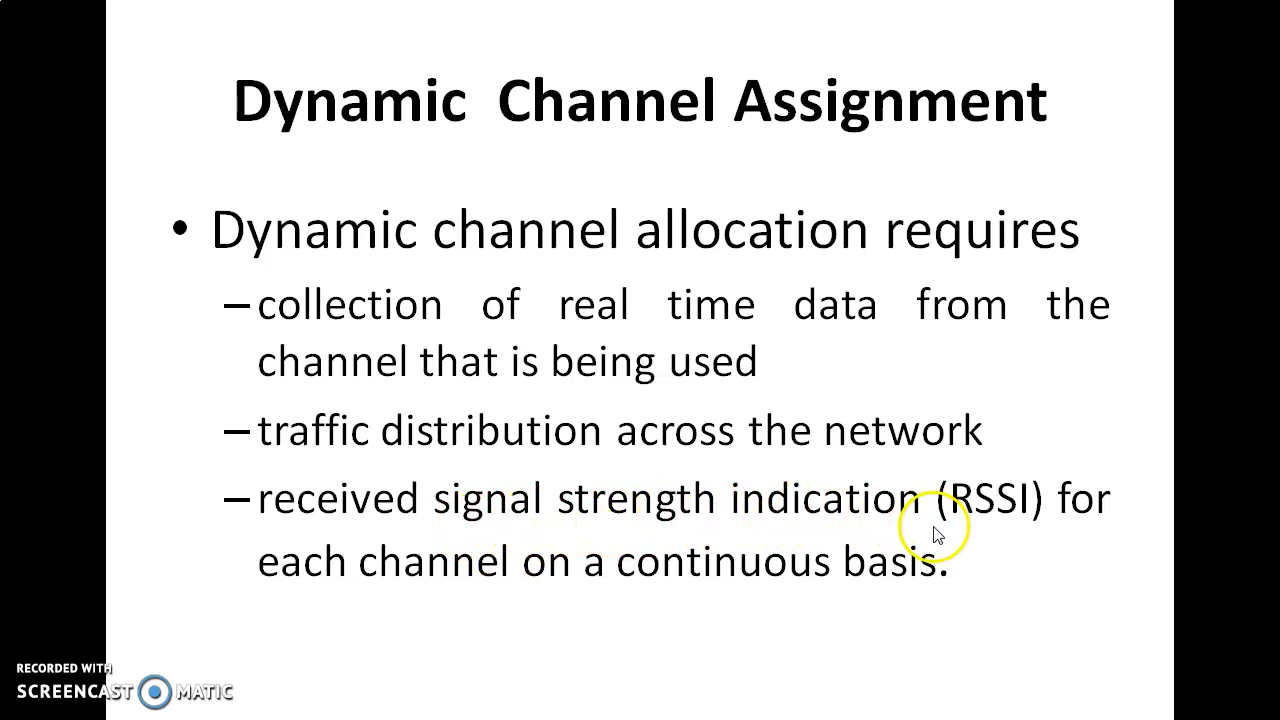 Dynamic Channel Assignment
• Dynamic channel allocation requires
– collection of real time data from the
channel that is being used
– traffic distribution across the network
– received signal strength indication (RSSI) for
each channel on a continuous basis.
RECORDED WITH
SCREENCAST MATIC